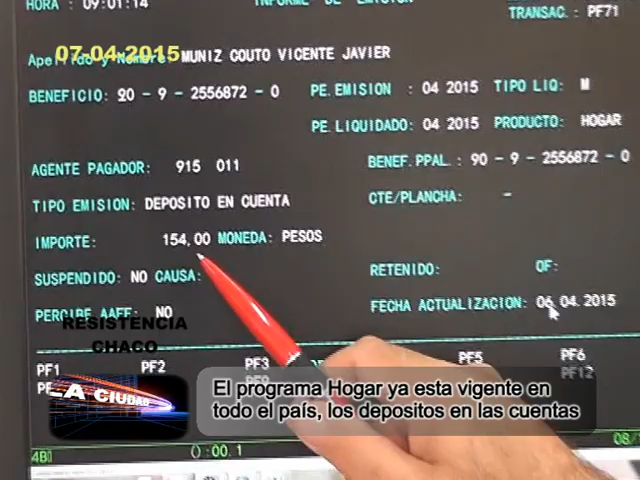 HORA : 09:01:14 INFORME DE EMISION
TRANSAC. : PF71
07-04-2015
Apellido y Nombre: MUNIZ COUTO VICENTE JAVIER
BENEFICIO: 20 - 9 - 2556872 - 0 PE.EMISION : 04 2015 TIPO LIQ: M
PE.LIQUIDADO: 04 2015 PRODUCTO: HOGAR
AGENTE PAGADOR: 915 011 BENEF.PPAL.: 90 - 9 - 2556872 - 0
TIPO EMISION: DEPOSITO EN CUENTA CTE/PLANCHA: -
IMPORTE: 154,00 MONEDA: PESOS
SUSPENDIDO: NO CAUSA: RETENIDO: OF:
PERCIBE AAFF: NO FECHA ACTUALIZACION: 06.04.2015
RESISTENCIA
CHACO
PF1 PF2 PF3 PF5 PF6
PF12
LA CIUDAD
El programa Hogar ya esta vigente en
todo el país, los depositos en las cuentas
():00.1